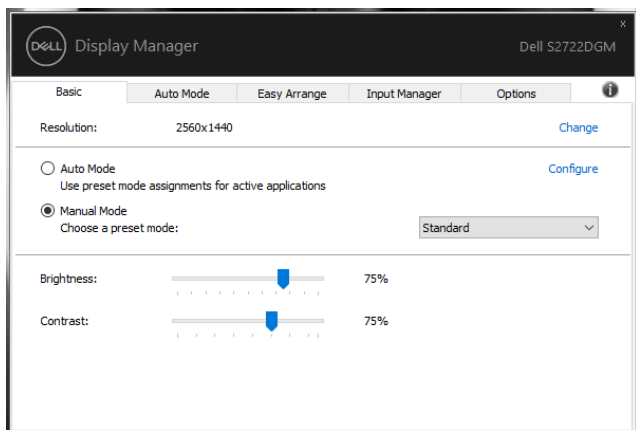 x
DELL Display Manager Dell S2722DGM
Basic Auto Mode Easy Arrange Input Manager Options i
Resolution: 2560x1440 Change
Auto Mode Configure
Use preset mode assignments for active applications
Manual Mode
Choose a preset mode: Standard
Brightness: 75%
Contrast: 75%